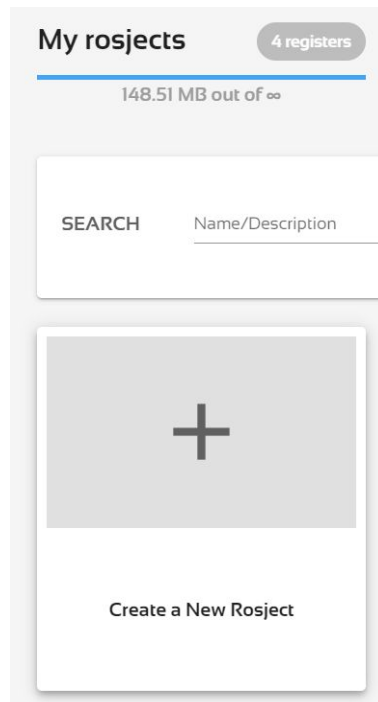 My rosjects 4 registers
148.51 MB out of ∞
SEARCH Name/Description
Create a New Rosject